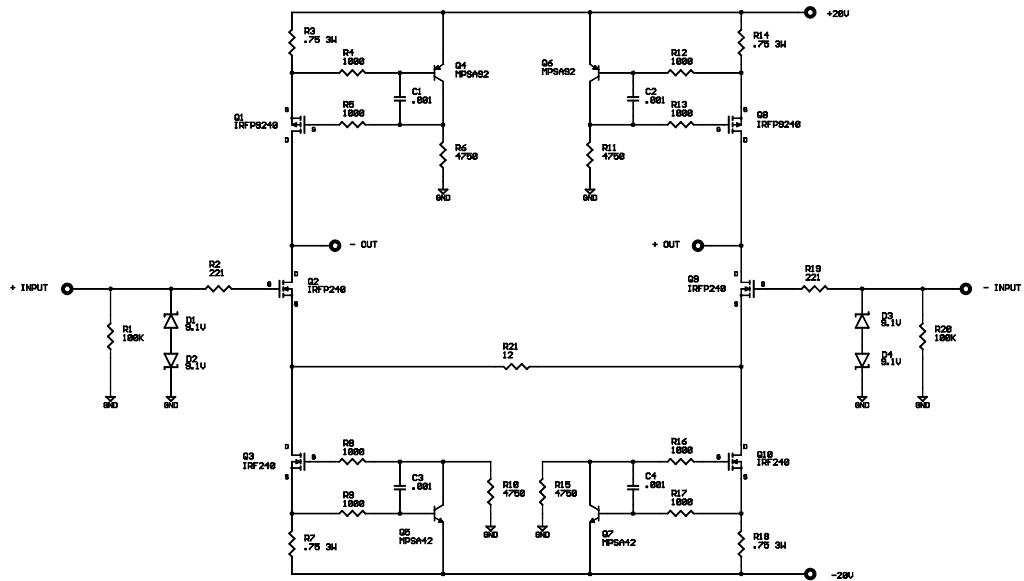 +20V
R3
.75 3W
R14
.75 3W
R4
1000
Q4
MPSA92
Q6
MPSA92
R12
1000
C1
.001
C2
.001
S
S
Q1
IRFP9240
G
R5
1000
R13
1000
G
Q8
IRFP9240
D
D
R6
4750
R11
4750
GND
GND
- OUT
+ OUT
+ INPUT
R2
221
D
G
Q2
IRFP240
S
D
Q9
IRFP240
G
S
R19
221
- INPUT
R1
100K
D1
9.1V
D2
9.1V
D3
9.1V
D4
9.1V
R20
100K
R21
12
GND
GND
GND
GND
D
D
Q3
IRF240
G
S
R8
1000
R16
1000
G
S
Q10
IRF240
C3
.001
R10
4750
R15
4750
C4
.001
R9
1000
R17
1000
Q5
MPSA42
GND
GND
Q7
MPSA42
R7
.75 3W
R18
.75 3W
-20V